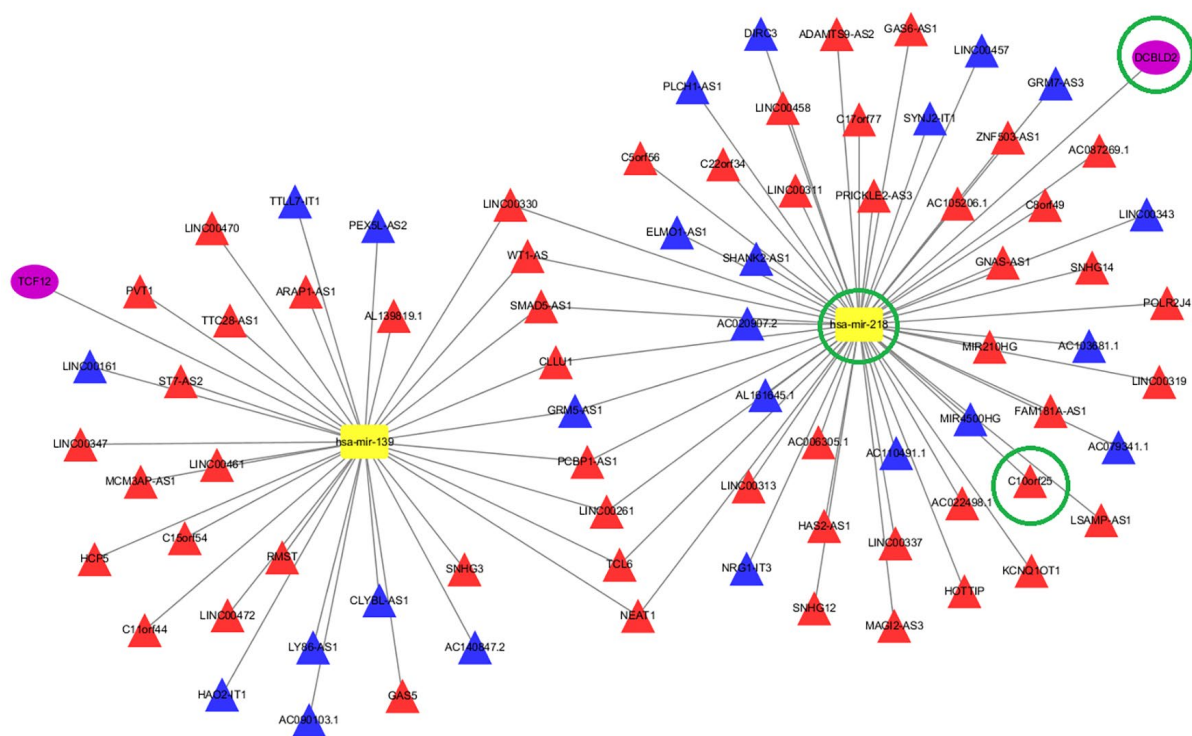 DIRC3
ADAMTS9-AS2
GAS6-AS1
LINC00457
DCBLD2
PLCH1-AS1
LINC00458
C17orf77
SYNJ2-IT1
GRM7-AS3
ZNF503-AS1
AC087269.1
C5orf56
C22orf34
LINC00311
PRICKLE2-AS3
AC105206.1
C8orf49
LINC00343
TTLL7-IT1
PEX5L-AS2
LINC00330
LINC00470
ELMO1-AS1
SHANK2-AS1
GNAS-AS1
SNHG14
WT1-AS
TCF12
PVT1
ARAP1-AS1
SMAD5-AS1
POLR2J4
TTC28-AS1
AL139819.1
AC020907.2
hsa-mir-218
MIR210HG
AC103681.1
LINC00161
ST7-AS2
CLLU1
LINC00319
AL161645.1
GRM5-AS1
MIR4500HG
FAM181A-AS1
hsa-mir-139
LINC00347
AC006305.1
AC110491.1
AC079341.1
LINC00461
PCBP1-AS1
MCM3AP-AS1
C10orf25
LINC00313
AC022498.1
LINC00261
HAS2-AS1
LSAMP-AS1
C15orf54
LINC00337
HCP5
RMST
SNHG3
TCL6
NRG1-IT3
KCNQ1OT1
CLYBL-AS1
HOTTIP
SNHG12
LINC00472
NEAT1
C11orf44
MAGI2-AS3
LY86-AS1
AC140847.2
HAO2-IT1
GAS5
AC090103.1